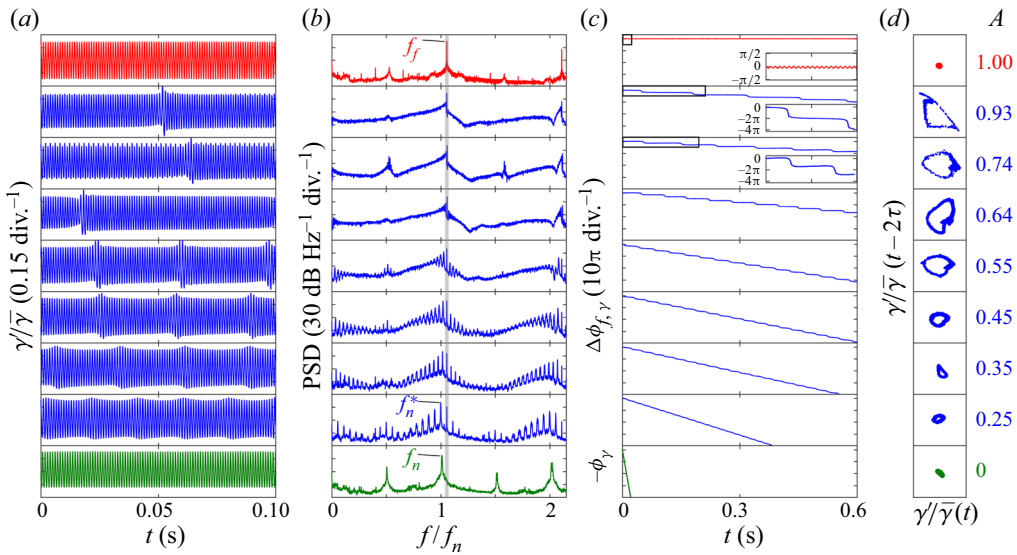 (a) (b) (c) (d) A
f_f
π/2
0
−π/2
1.00
0
−2π
−4π
0.93
0
−2π
−4π
0.74
0.64
0.55
0.45
0.35
f_n^*
0.25
f_n
0
γ′/γ̅ (0.15 div.⁻¹)
PSD (30 dB Hz⁻¹ div.⁻¹)
Δϕ_{f, γ} (10π div.⁻¹)
−ϕ_γ
γ′/γ̅ (t − 2τ)
0 0.05 0.10
0 1 2
0 0.3 0.6
t (s)
f/f_n
t (s)
γ′/γ̅(t)